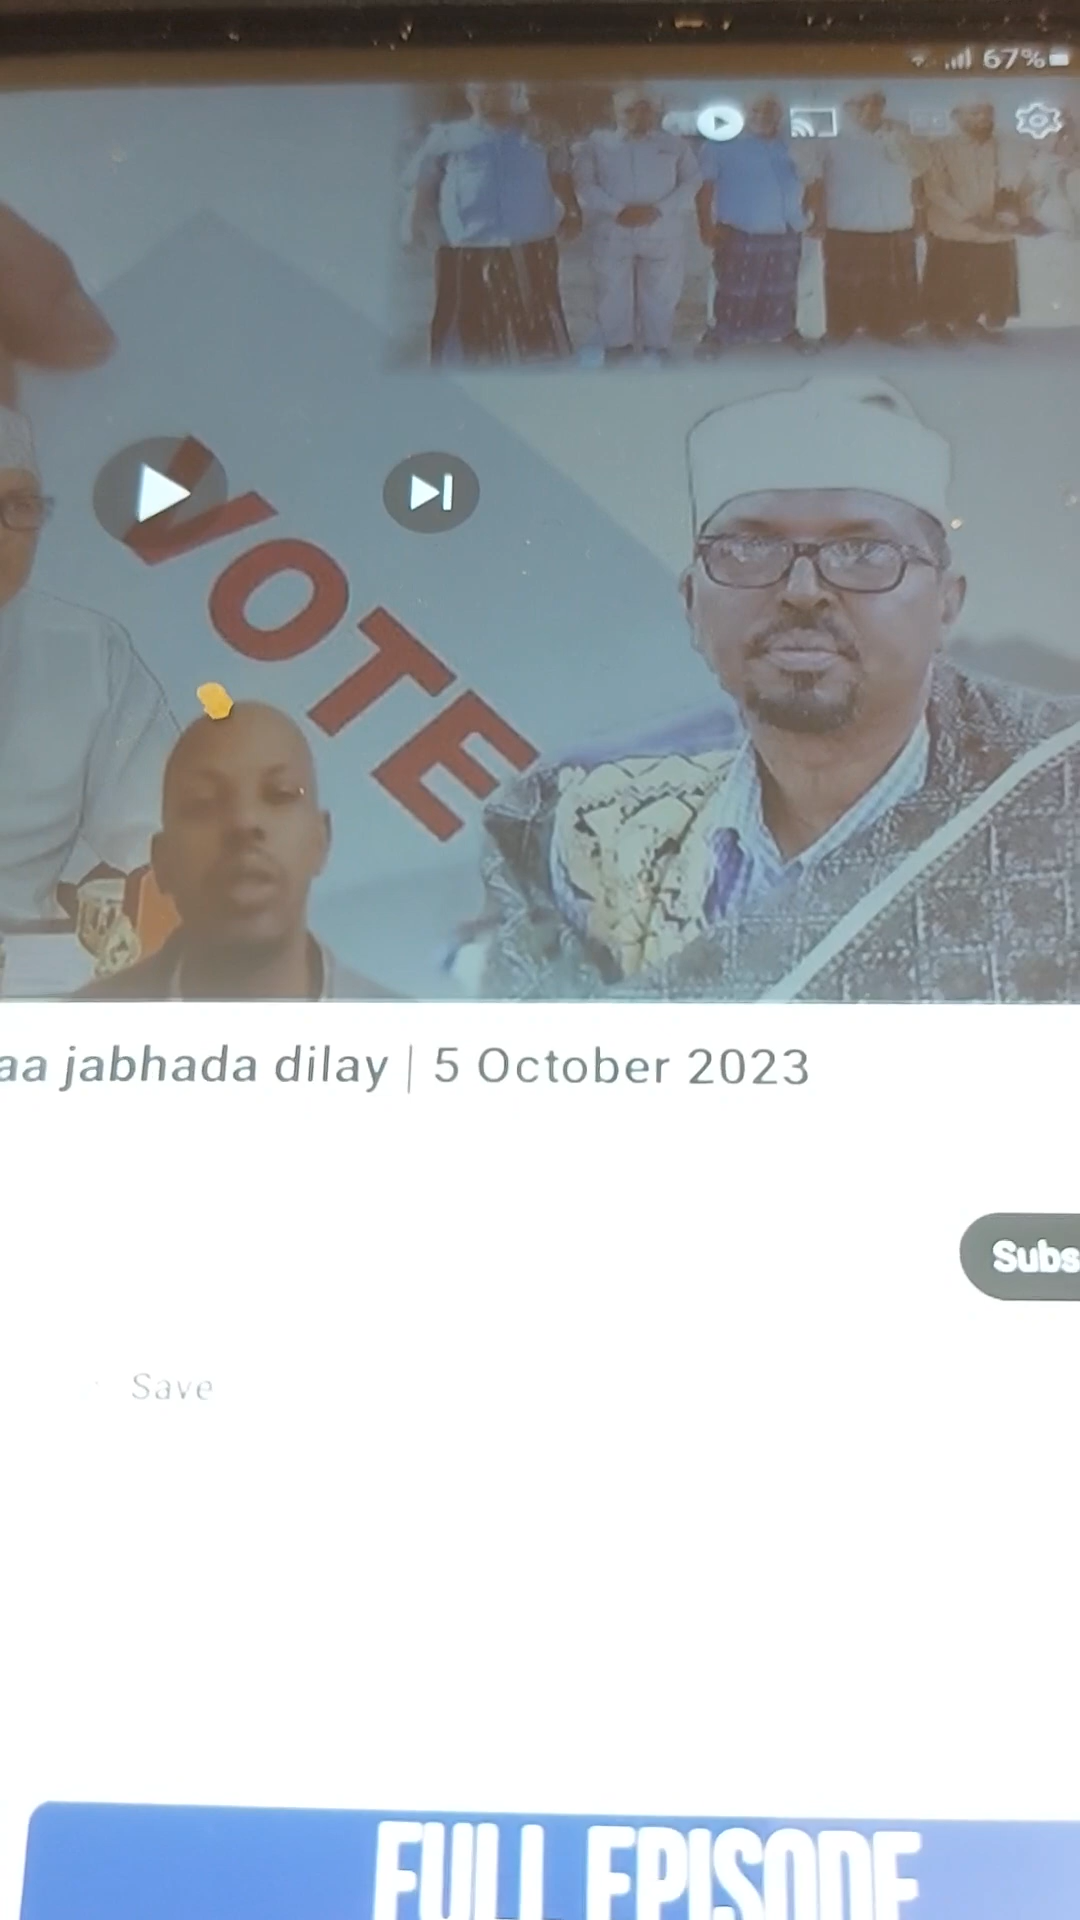 67%
VOTE
aa jabhada dilay | 5 October 2023
Subs
Save
FULL EPISODE